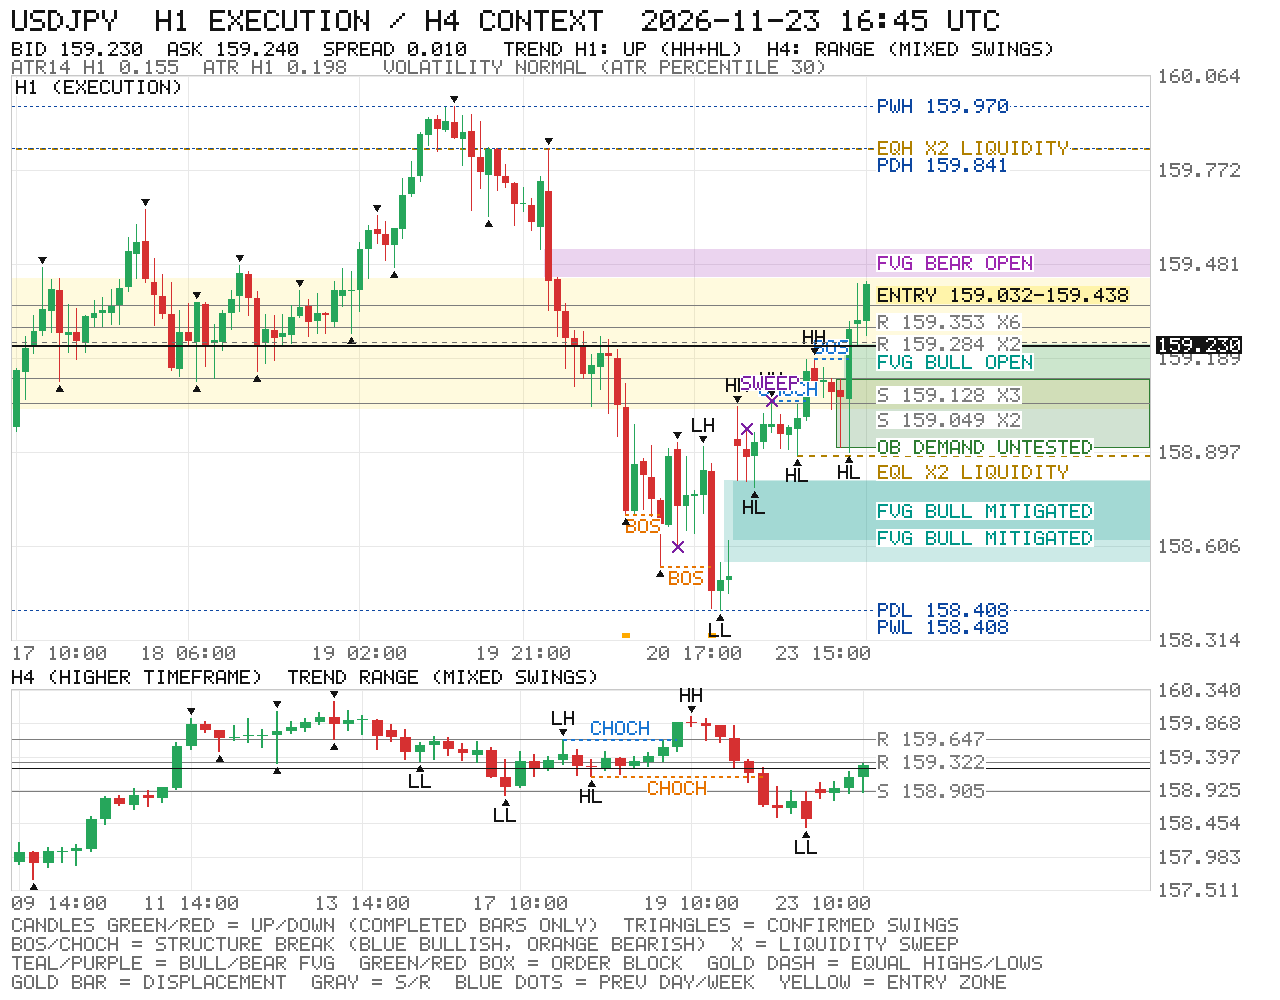 USDJPY  H1 EXECUTION / H4 CONTEXT  2026-11-23 16:45 UTC
BID 159.230  ASK 159.240  SPREAD 0.010   TREND H1: UP (HH+HL)  H4: RANGE (MIXED SWINGS)
ATR14 H1 0.155  ATR H1 0.198   VOLATILITY NORMAL (ATR PERCENTILE 30)
H1 (EXECUTION)
160.064
PWH 159.970
EQH X2 LIQUIDITY
PDH 159.841
159.772
FVG BEAR OPEN
159.481
ENTRY 159.032-159.438
R 159.353 X6
HH
R 159.284 X2
BOS
159.230
159.189
FVG BULL OPEN
SWEEP
S 159.128 X3
S 159.049 X2
LH
OB DEMAND UNTESTED
158.897
HL
HL
EQL X2 LIQUIDITY
HL
FVG BULL MITIGATED
BOS
FVG BULL MITIGATED
158.606
BOS
PDL 158.408
PWL 158.408
LL
158.314
17 10:00
18 06:00
19 02:00
19 21:00
20 17:00
23 15:00
H4 (HIGHER TIMEFRAME)  TREND RANGE (MIXED SWINGS)
160.340
HH
LH
CHOCH
159.868
R 159.647
R 159.322
159.397
LL
HL
CHOCH
S 158.905
158.925
LL
158.454
LL
157.983
157.511
09 14:00
11 14:00
13 14:00
17 10:00
19 10:00
23 10:00
CANDLES GREEN/RED = UP/DOWN (COMPLETED BARS ONLY)  TRIANGLES = CONFIRMED SWINGS
BOS/CHOCH = STRUCTURE BREAK (BLUE BULLISH, ORANGE BEARISH)  X = LIQUIDITY SWEEP
TEAL/PURPLE = BULL/BEAR FVG  GREEN/RED BOX = ORDER BLOCK  GOLD DASH = EQUAL HIGHS/LOWS
GOLD BAR = DISPLACEMENT  GRAY = S/R  BLUE DOTS = PREV DAY/WEEK  YELLOW = ENTRY ZONE